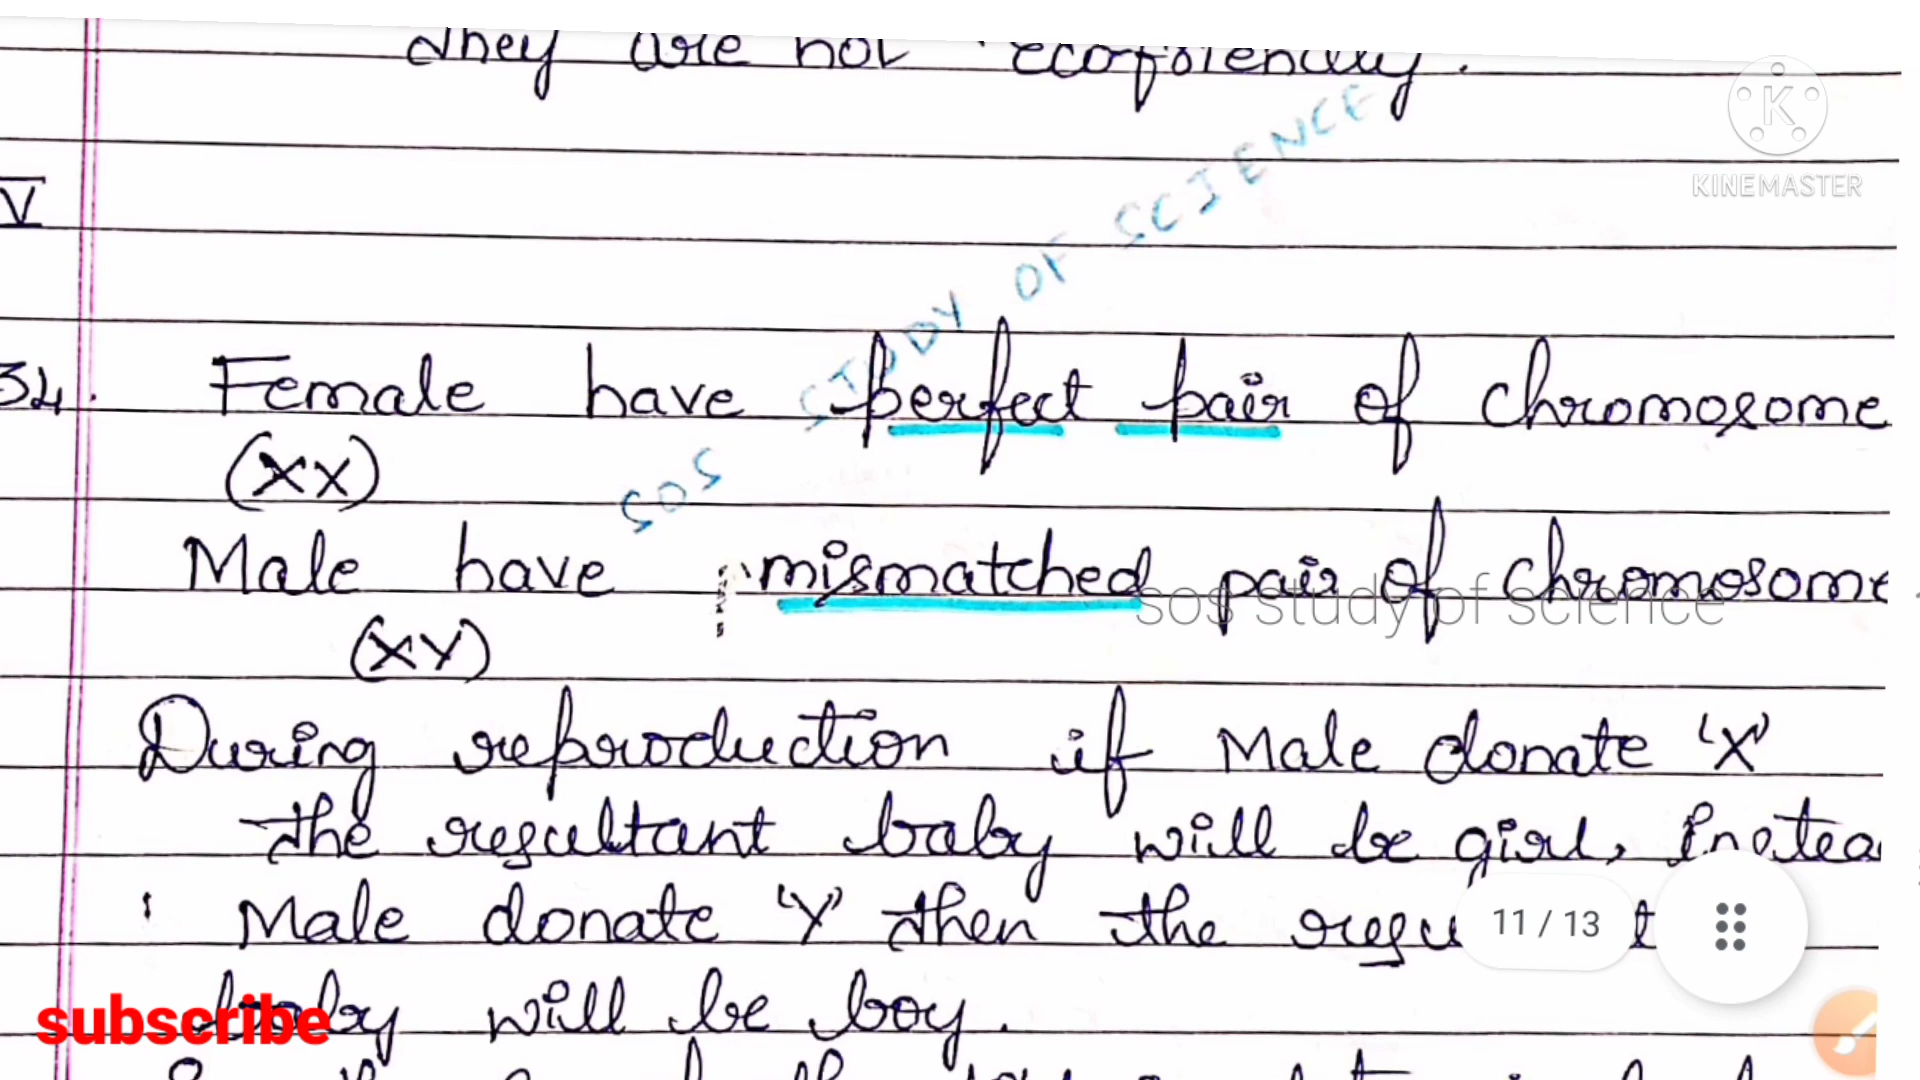 they are not ecofriendly.
V
34. Female have perfect pair of chromosome
(XX)
Male have mismatched pair of chromosome
(XY)
During reproduction if Male donate 'X'
the resultant baby will be girl, Instea
Male donate 'Y' then the resu t
baby will be boy.
SOS STUDY OF SCIENCE
sos study of science
K
KINEMASTER
11 / 13
subscribe